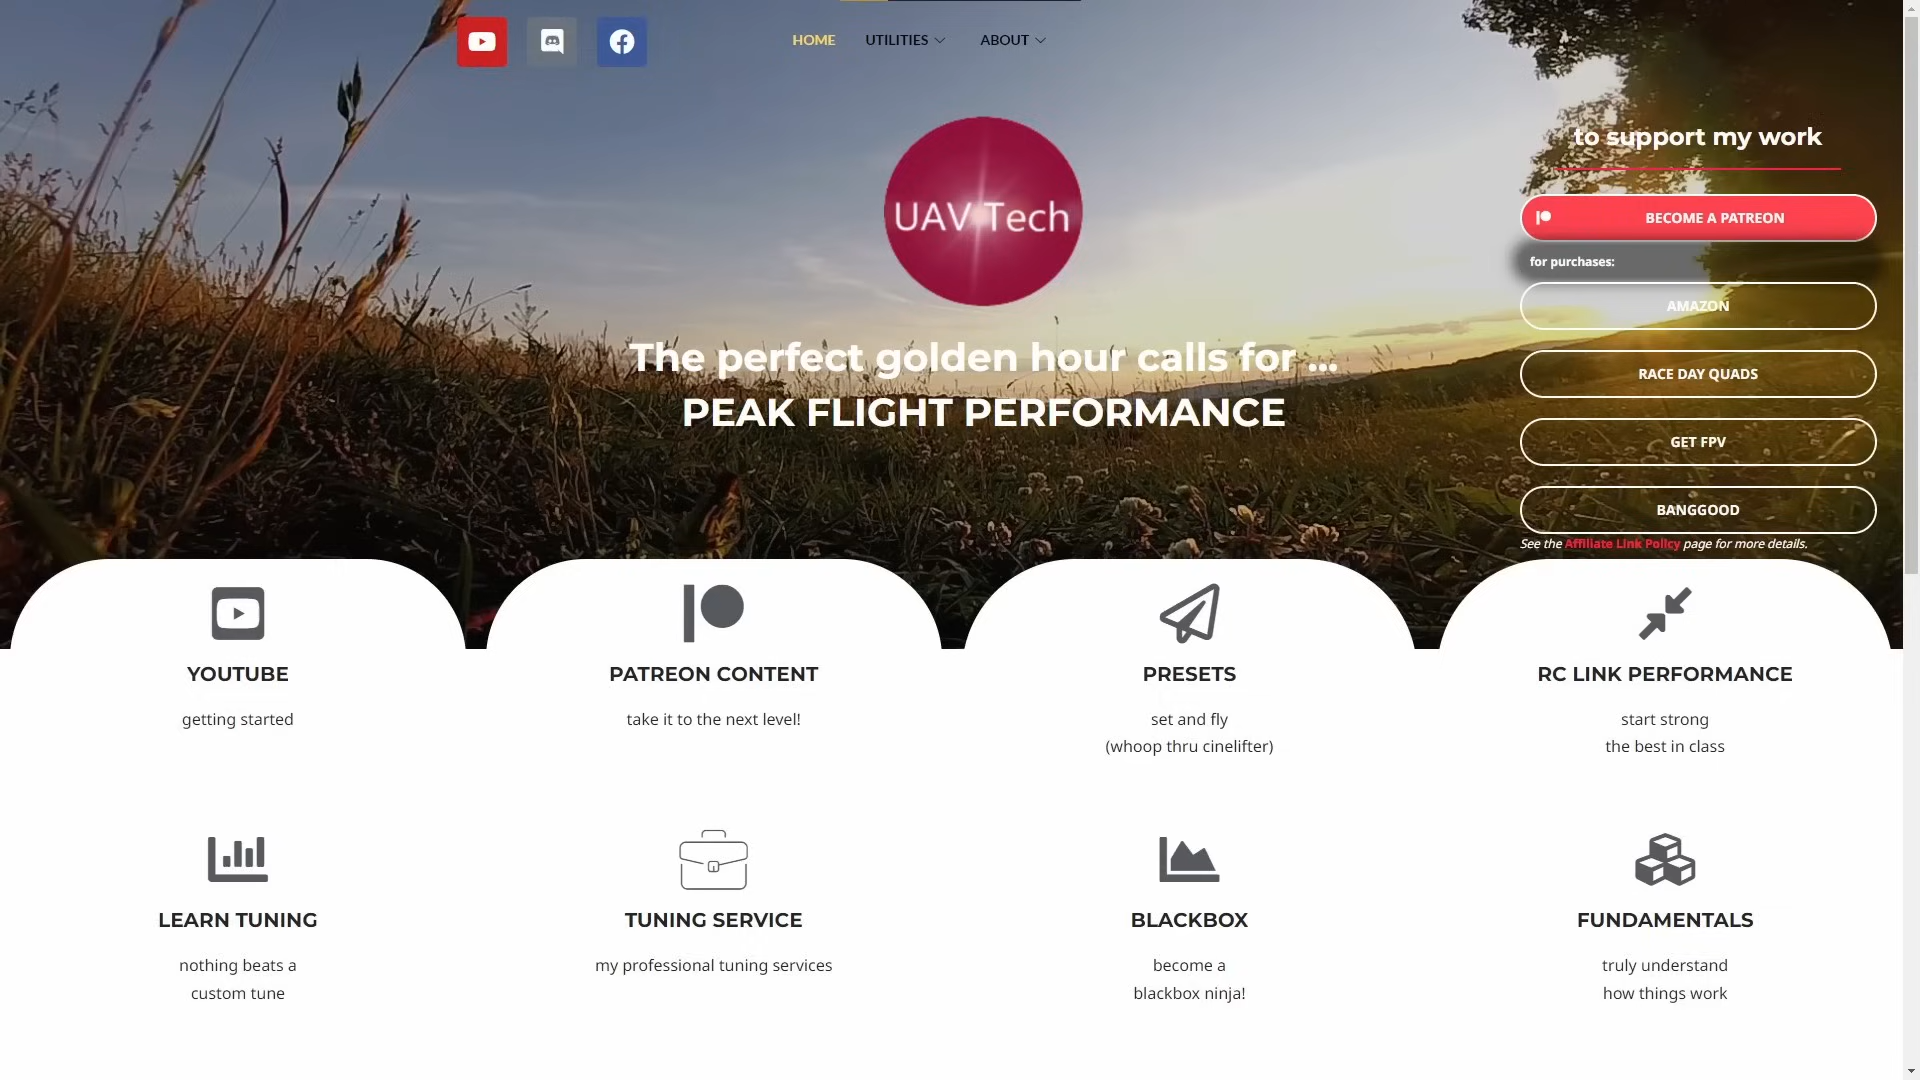 HOME
UTILITIES
ABOUT
UAV Tech
The perfect golden hour calls for ...
PEAK FLIGHT PERFORMANCE
to support my work
BECOME A PATREON
for purchases:
AMAZON
RACE DAY QUADS
GET FPV
BANGGOOD
See the Affiliate Link Policy page for more details.
YOUTUBE
getting started
PATREON CONTENT
take it to the next level!
PRESETS
set and fly
(whoop thru cinelifter)
RC LINK PERFORMANCE
start strong
the best in class
LEARN TUNING
nothing beats a
custom tune
TUNING SERVICE
my professional tuning services
BLACKBOX
become a
blackbox ninja!
FUNDAMENTALS
truly understand
how things work